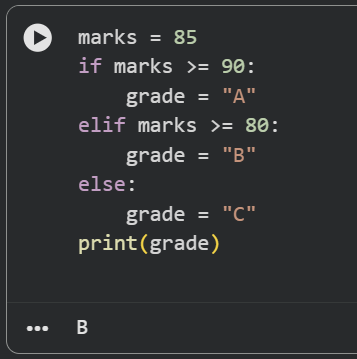 marks = 85
if marks >= 90:
    grade = "A"
elif marks >= 80:
    grade = "B"
else:
    grade = "C"
print(grade)
B